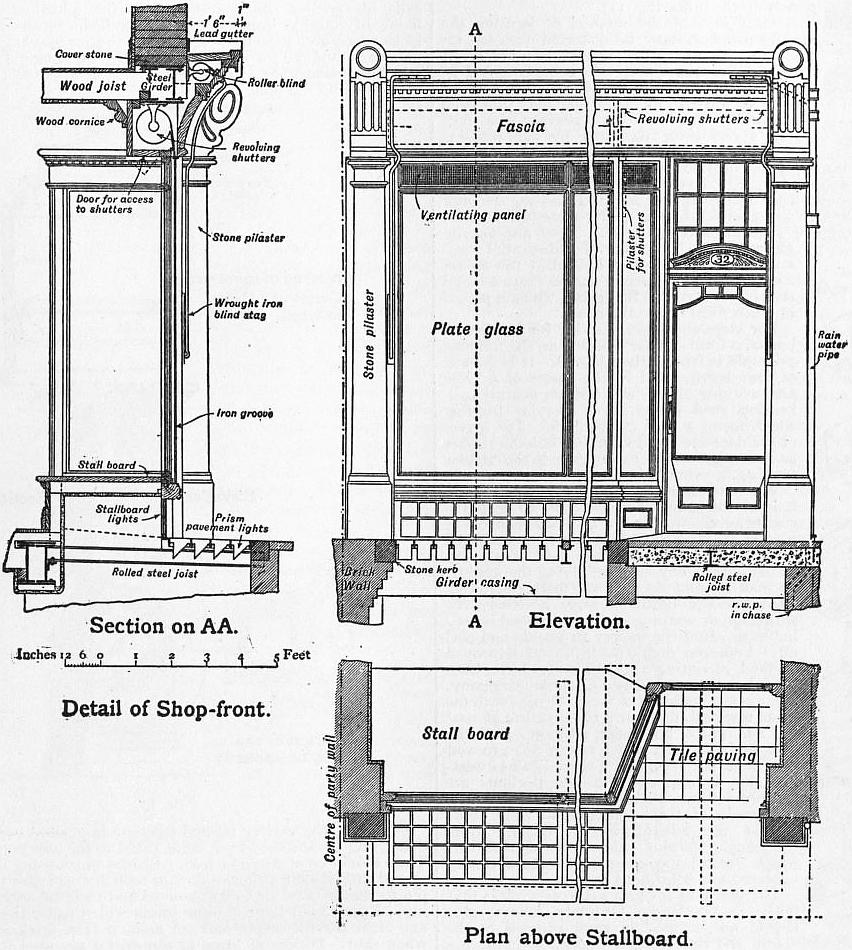 1"
1' 6"
4"
Lead gutter
Cover stone
Steel
Girder
Wood joist
Roller blind
Wood cornice
Revolving
shutters
Door for access
to shutters
Stone pilaster
Wrought iron
blind stag
Iron groove
Stall board
Stallboard
lights
Prism
pavement lights
Rolled steel joist
Section on AA.
Inches 12 6 0 1 2 3 4 5 Feet
Detail of Shop-front.
A
Fascia
Revolving shutters
Ventilating panel
Pilaster
for shutters
32
Stone pilaster
Plate glass
Rain
water
pipe
Brick
Wall
Stone kerb
Girder casing
Rolled steel
joist
r.w.p.
in chase
A
Elevation.
Centre of party wall
Stall board
Tile paving
Plan above Stallboard.